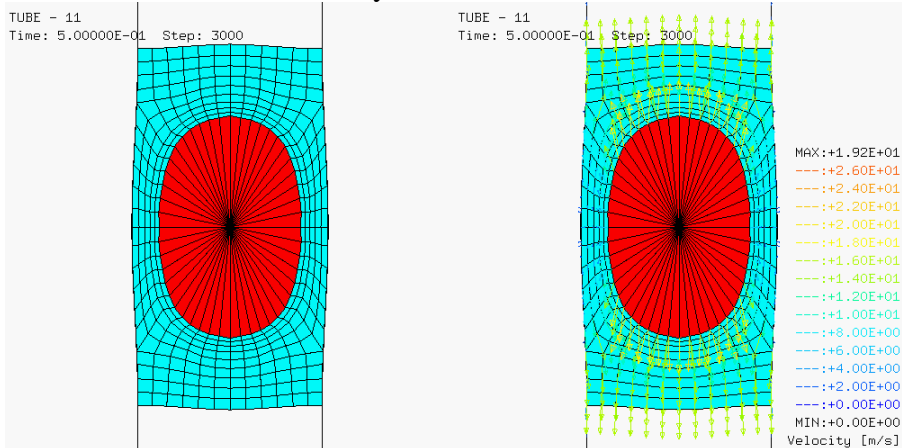 TUBE - 11
Time: 5.00000E-01 Step: 3000
TUBE - 11
Time: 5.00000E-01 Step: 3000
MAX:+1.92E+01
---:+2.60E+01
---:+2.40E+01
---:+2.20E+01
---:+2.00E+01
---:+1.80E+01
---:+1.60E+01
---:+1.40E+01
---:+1.20E+01
---:+1.00E+01
---:+8.00E+00
---:+6.00E+00
---:+4.00E+00
---:+2.00E+00
---:+0.00E+00
MIN:+0.00E+00
Velocity [m/s]